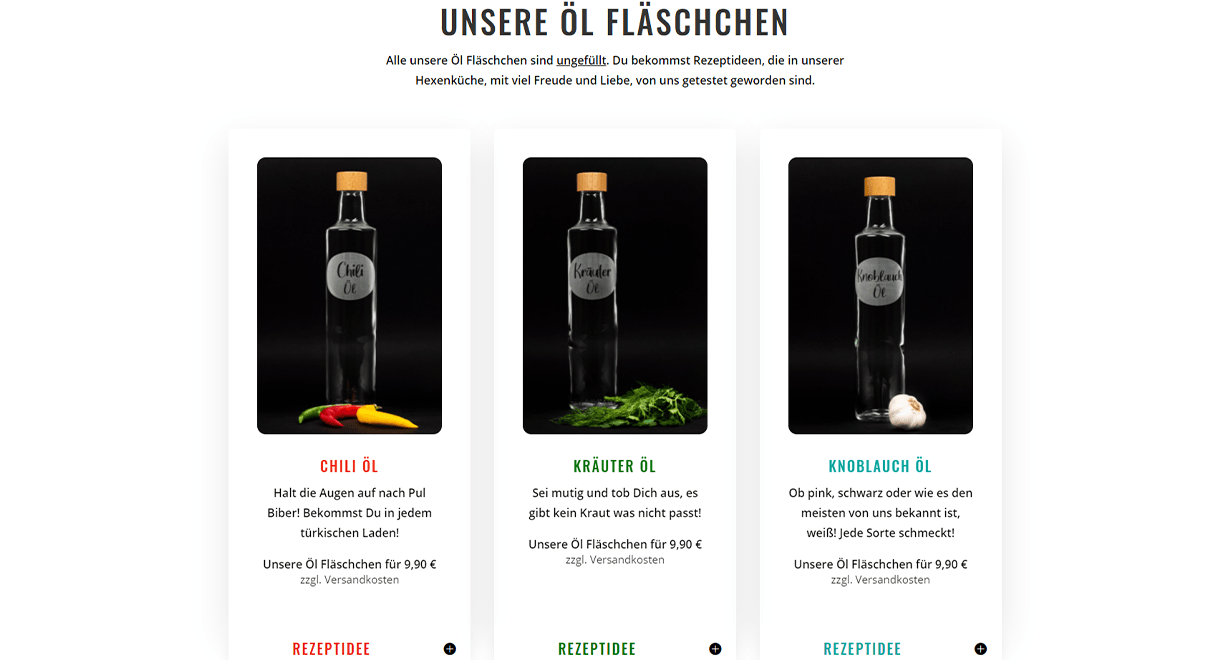 UNSERE ÖL FLÄSCHCHEN
Alle unsere Öl Fläschchen sind ungefüllt. Du bekommst Rezeptideen, die in unserer
Hexenküche, mit viel Freude und Liebe, von uns getestet geworden sind.
Chili
Öl
Kräuter
Öl
Knoblauch
Öl
CHILI ÖL
Halt die Augen auf nach Pul
Biber! Bekommst Du in jedem
türkischen Laden!
Unsere Öl Fläschchen für 9,90 €
zzgl. Versandkosten
REZEPTIDEE
KRÄUTER ÖL
Sei mutig und tob Dich aus, es
gibt kein Kraut was nicht passt!
Unsere Öl Fläschchen für 9,90 €
zzgl. Versandkosten
REZEPTIDEE
KNOBLAUCH ÖL
Ob pink, schwarz oder wie es den
meisten von uns bekannt ist,
weiß! Jede Sorte schmeckt!
Unsere Öl Fläschchen für 9,90 €
zzgl. Versandkosten
REZEPTIDEE